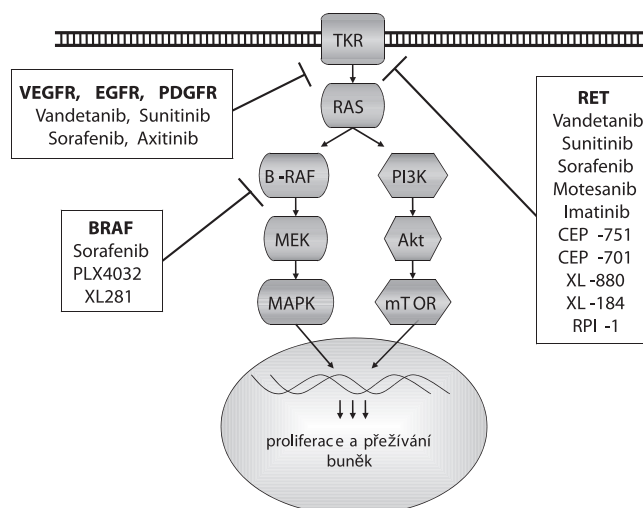 TKR
VEGFR, EGFR, PDGFR
Vandetanib, Sunitinib
Sorafenib, Axitinib
RAS
RET
Vandetanib
Sunitinib
Sorafenib
Motesanib
Imatinib
CEP -751
CEP -701
XL -880
XL -184
RPI -1
B -RAF
PI3K
BRAF
Sorafenib
PLX4032
XL281
MEK
Akt
MAPK
mTOR
proliferace a přežívání
buněk